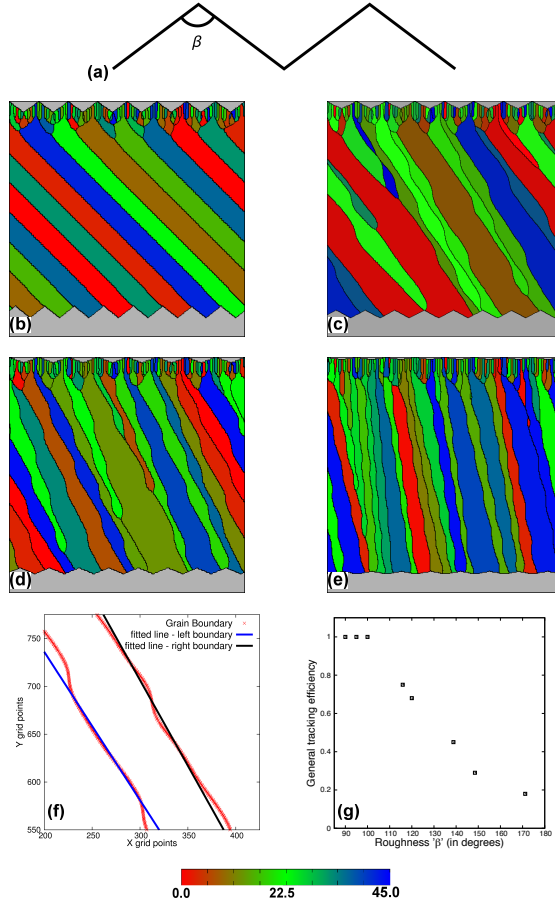 β
(a)
(b)
(c)
(d)
(e)
Grain Boundary
fitted line - left boundary
fitted line - right boundary
Y grid points
750
700
650
600
550
200 250 300 350 400
X grid points
(f)
General tracking efficiency
1
0.8
0.6
0.4
0.2
0
90 100 110 120 130 140 150 160 170 180
Roughness 'β' (in degrees)
(g)
0.0 22.5 45.0